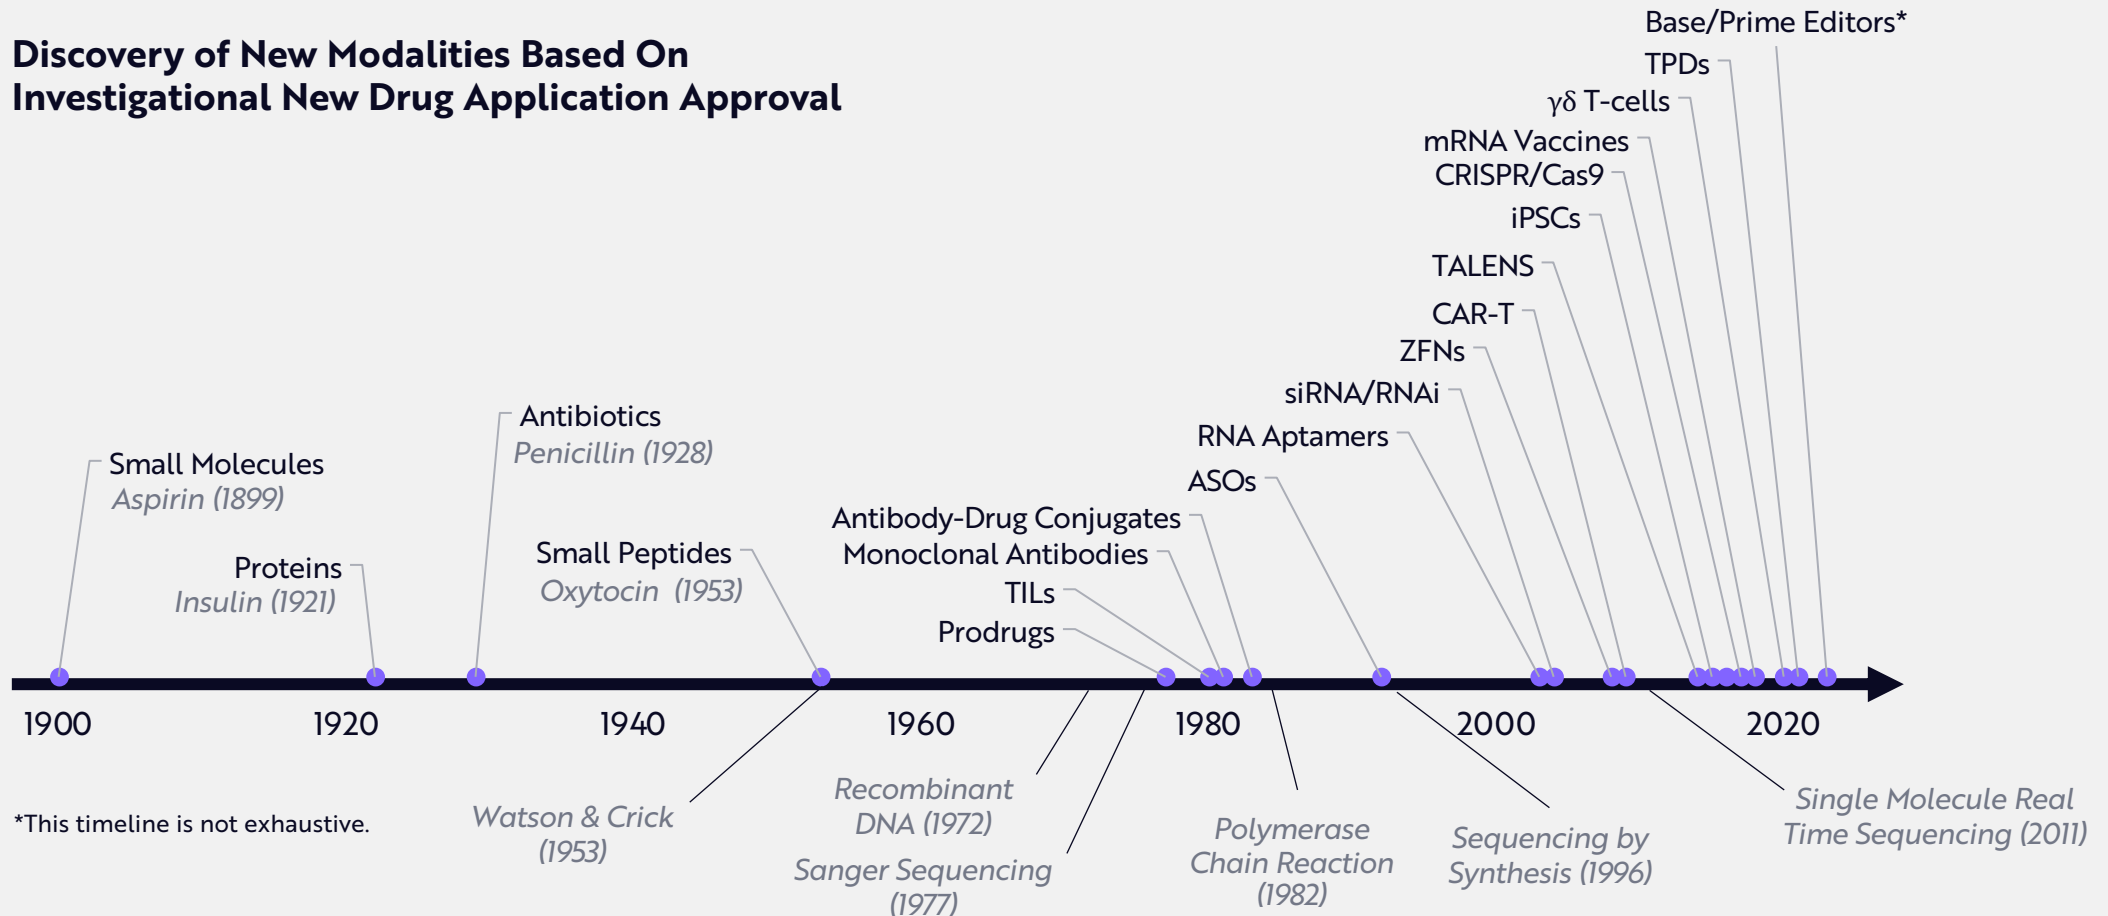 Discovery of New Modalities Based On
Investigational New Drug Application Approval
Base/Prime Editors*
TPDs
γδ T-cells
mRNA Vaccines
CRISPR/Cas9
iPSCs
TALENS
CAR-T
ZFNs
siRNA/RNAi
RNA Aptamers
ASOs
Antibody-Drug Conjugates
Monoclonal Antibodies
TILs
Prodrugs
Antibiotics
Penicillin (1928)
Small Molecules
Aspirin (1899)
Proteins
Insulin (1921)
Small Peptides
Oxytocin (1953)
1900
1920
1940
1960
1980
2000
2020
Watson & Crick
(1953)
Recombinant
DNA (1972)
Sanger Sequencing
(1977)
Polymerase
Chain Reaction
(1982)
Sequencing by
Synthesis (1996)
Single Molecule Real
Time Sequencing (2011)
*This timeline is not exhaustive.